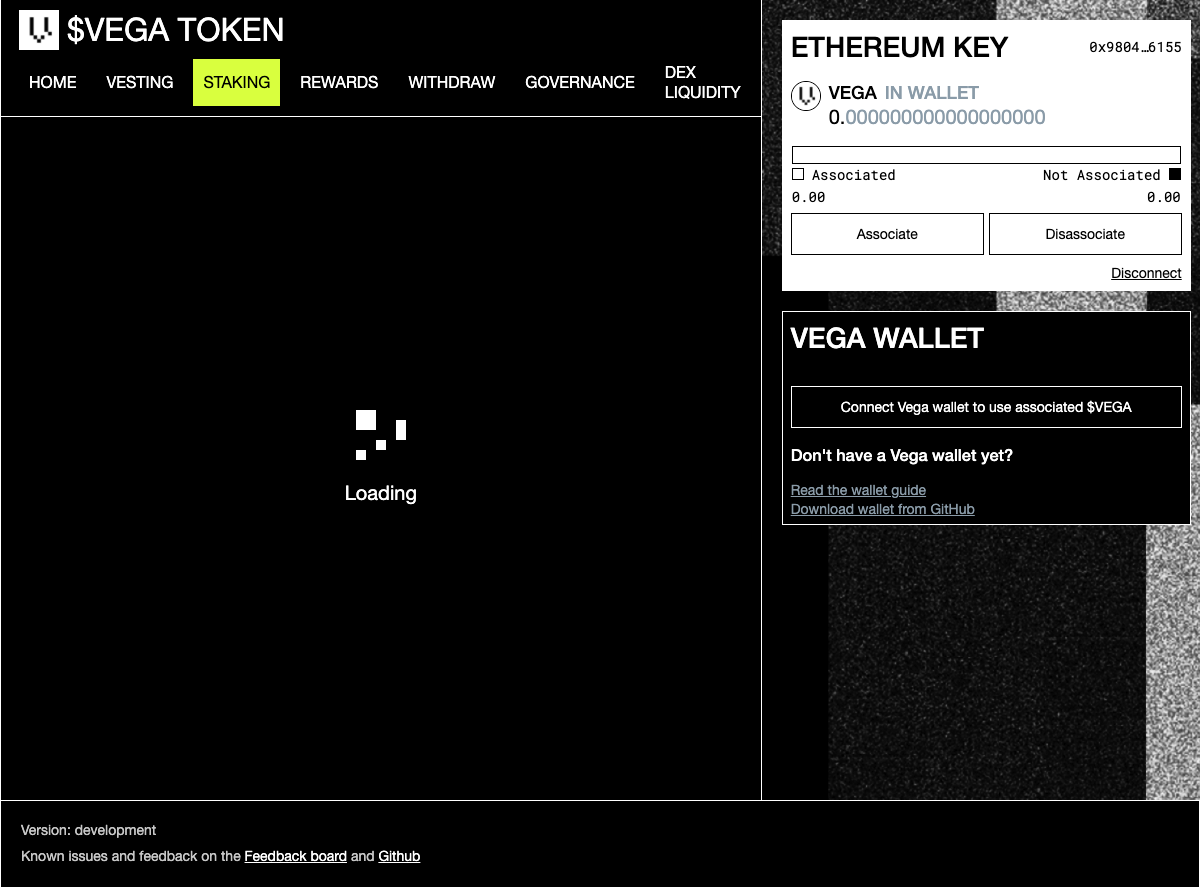 $VEGA TOKEN
HOME VESTING STAKING REWARDS WITHDRAW GOVERNANCE DEX LIQUIDITY
Loading
ETHEREUM KEY 0x9804…6155
VEGA IN WALLET
0.000000000000000000
Associated Not Associated
0.00 0.00
Associate Disassociate
Disconnect
VEGA WALLET
Connect Vega wallet to use associated $VEGA
Don't have a Vega wallet yet?
Read the wallet guide
Download wallet from GitHub
Version: development
Known issues and feedback on the Feedback board and Github